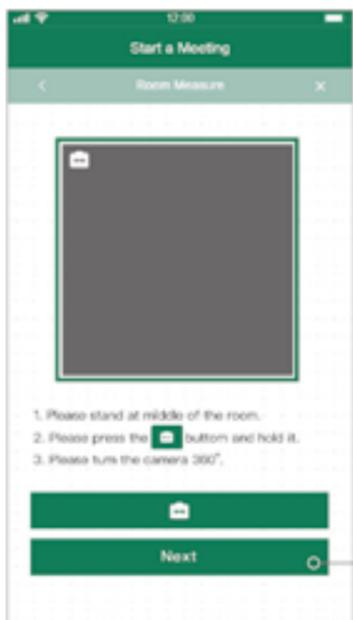 12:00
Start a Meeting
Room Measure
1. Please stand at middle of the room.
2. Please press the buttom and hold it.
3. Please turn the camera 360°.
Next